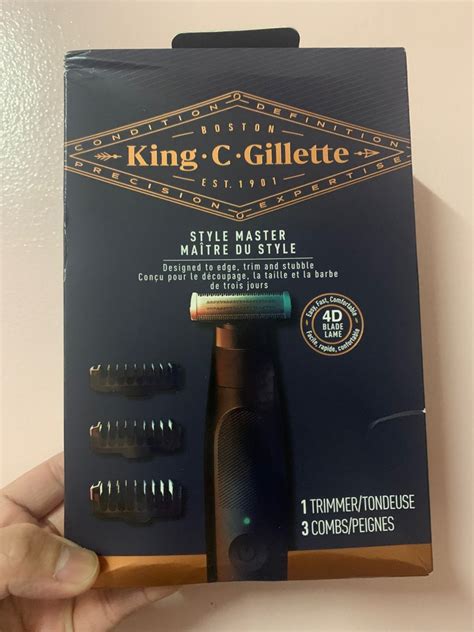 CONDITION DEFINITION
BOSTON
King·C·Gillette
EST. 1901
PRECISION EXPERTISE
STYLE MASTER
MAÎTRE DU STYLE
Designed to edge, trim and stubble
Conçu pour le découpage, la taille et la barbe
de trois jours
Easy, Fast, Comfortable
4D
BLADE
LAME
Facile, rapide, confortable
1 TRIMMER/TONDEUSE
3 COMBS/PEIGNES